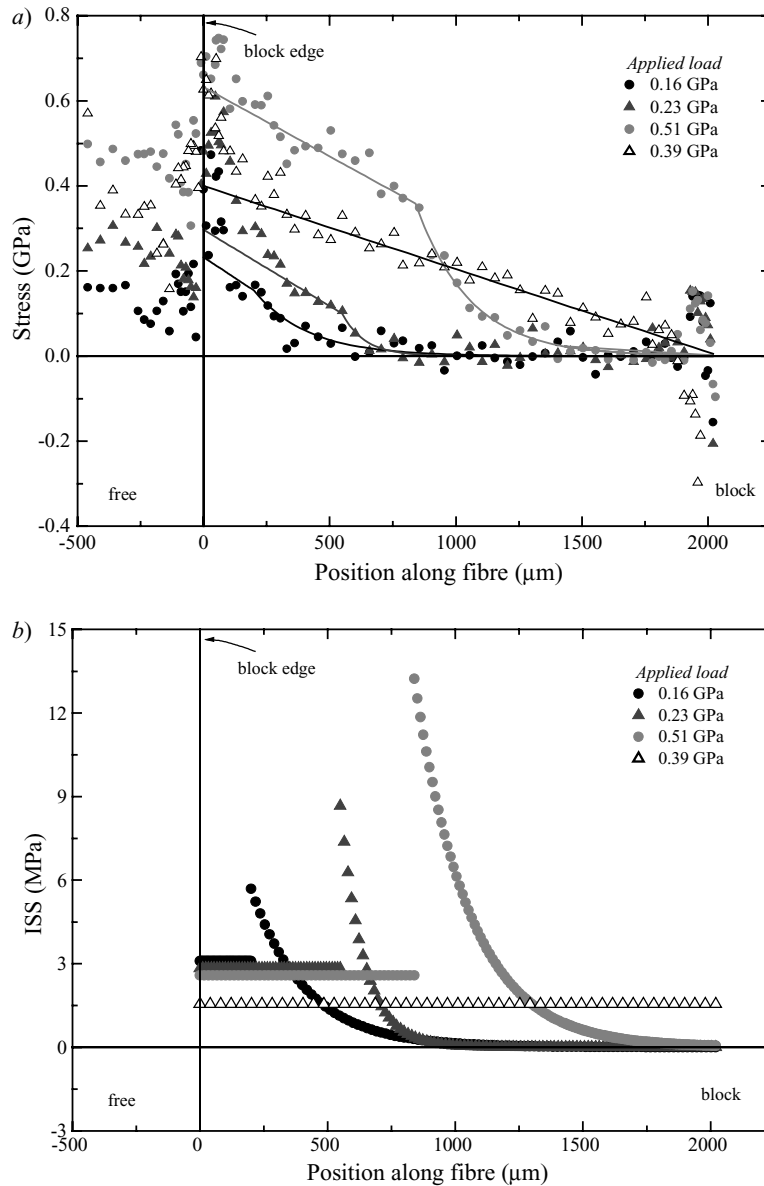 a)
0.8
0.6
0.4
0.2
0.0
-0.2
-0.4
Stress (GPa)
block edge
Applied load
0.16 GPa
0.23 GPa
0.51 GPa
0.39 GPa
free
block
-500
0
500
1000
1500
2000
Position along fibre (μm)
b)
15
12
9
6
3
0
-3
ISS (MPa)
block edge
Applied load
0.16 GPa
0.23 GPa
0.51 GPa
0.39 GPa
free
block
-500
0
500
1000
1500
2000
Position along fibre (μm)